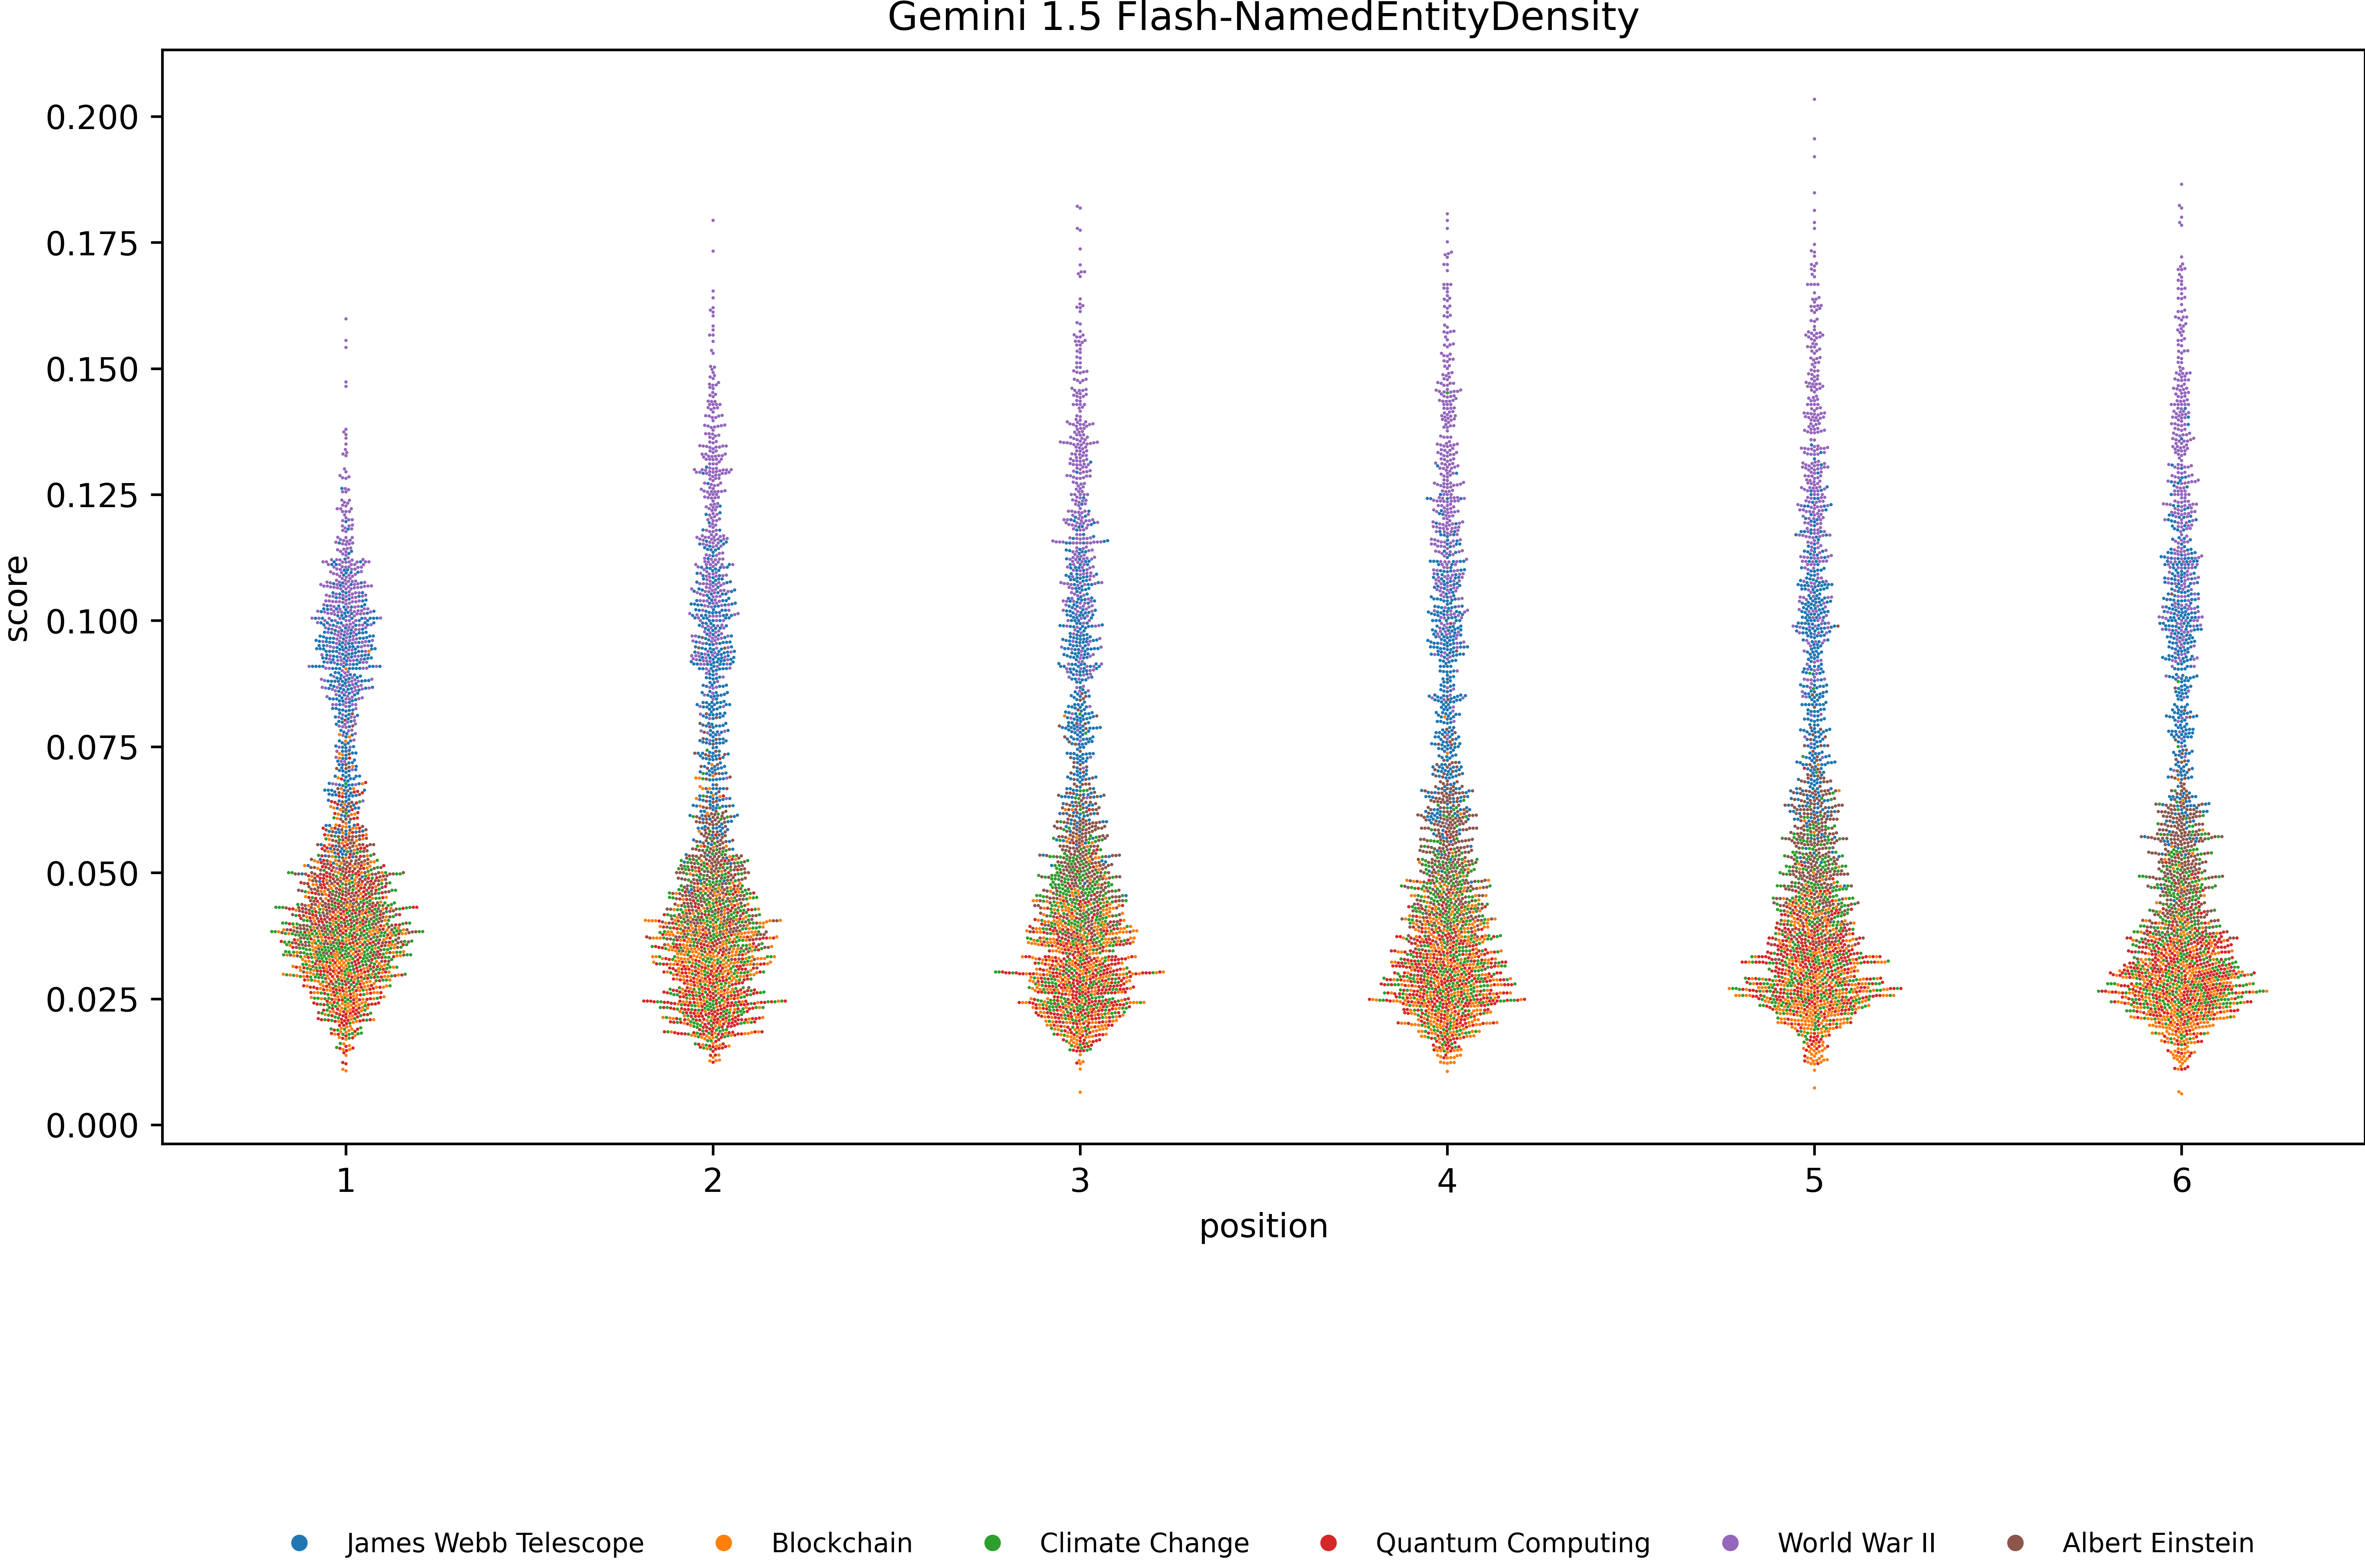 Gemini 1.5 Flash-NamedEntityDensity
0.200
0.175
0.150
0.125
0.100
0.075
0.050
0.025
0.000
score
1 2 3 4 5 6
position
James Webb Telescope Blockchain Climate Change Quantum Computing World War II Albert Einstein